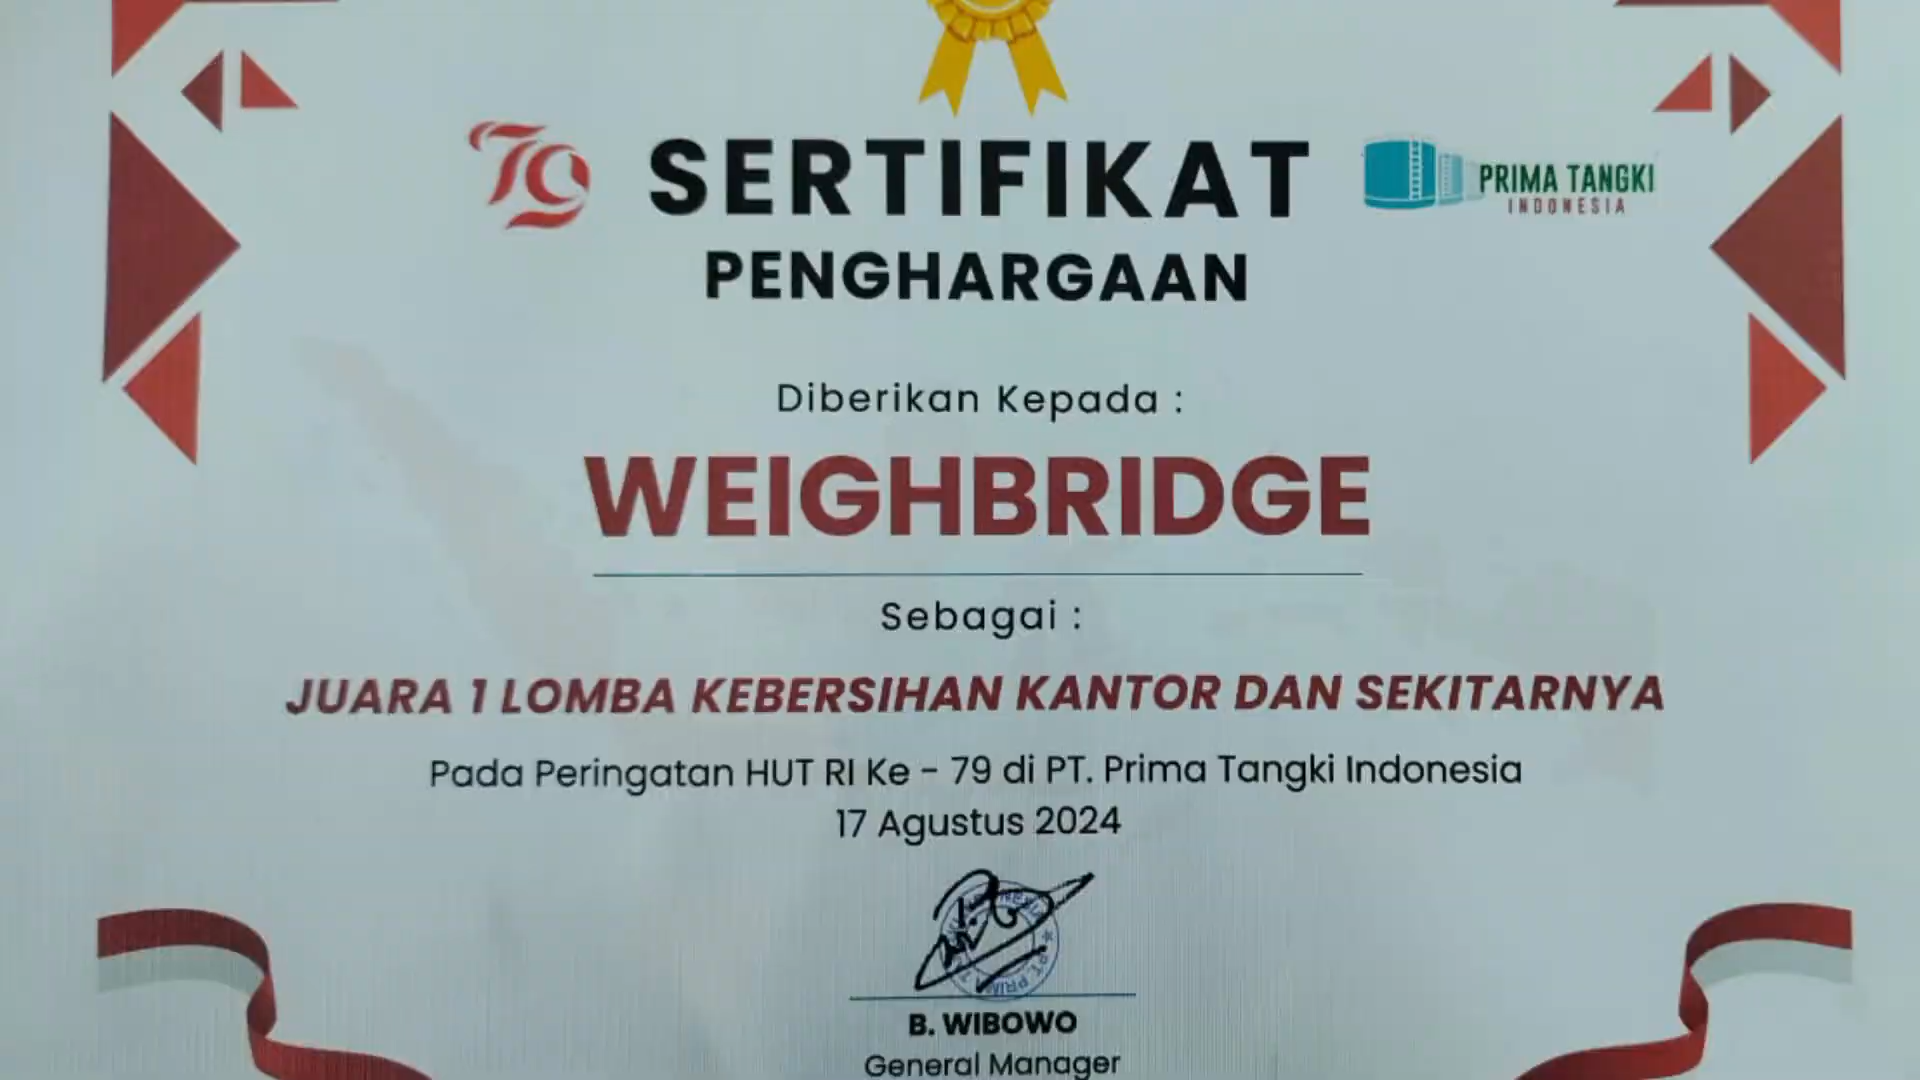 79 SERTIFIKAT PRIMA TANGKI
INDONESIA
PENGHARGAAN
Diberikan Kepada :
WEIGHBRIDGE
Sebagai :
JUARA 1 LOMBA KEBERSIHAN KANTOR DAN SEKITARNYA
Pada Peringatan HUT RI Ke - 79 di PT. Prima Tangki Indonesia
17 Agustus 2024
B. WIBOWO
General Manager